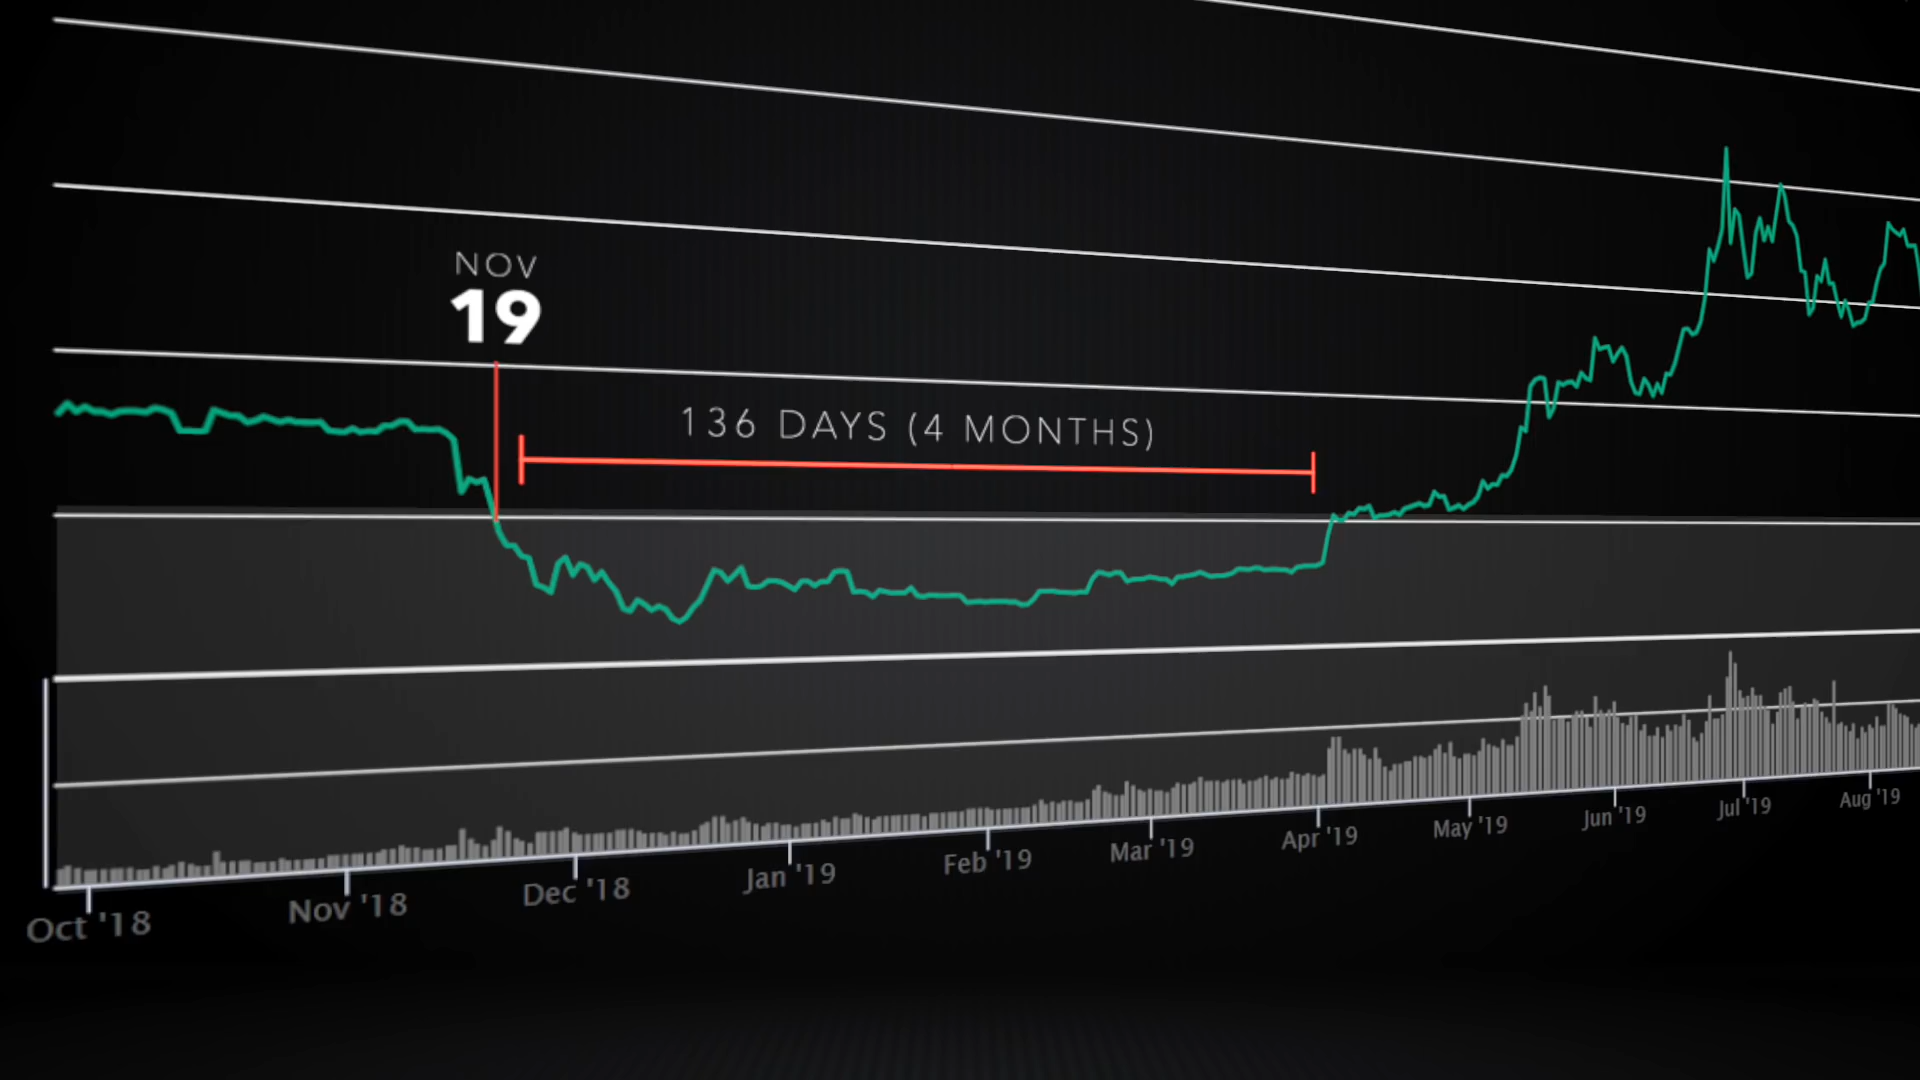 NOV
19
136 DAYS (4 MONTHS)
Oct '18
Nov '18
Dec '18
Jan '19
Feb '19
Mar '19
Apr '19
May '19
Jun '19
Jul '19
Aug '19